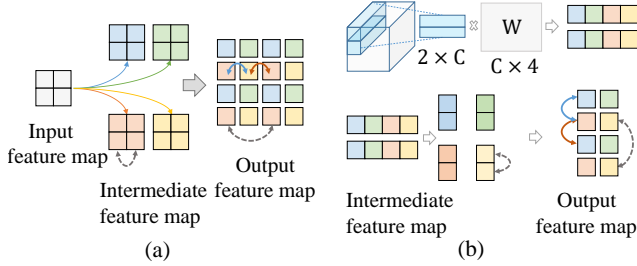 Input
feature map
Intermediate
feature map
Output
feature map
(a)
2 × C
W
C × 4
Intermediate
feature map
Output
feature map
(b)